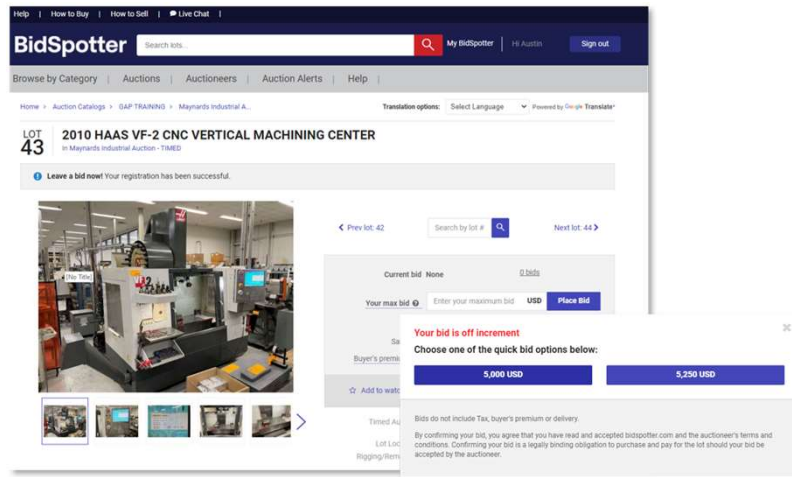 Help | How to Buy | How to Sell | Live Chat |
BidSpotter Search lots... My BidSpotter Hi Austin Sign out
Browse by Category | Auctions | Auctioneers | Auction Alerts | Help |
Home > Auction Catalogs > GAP TRAINING > Maynards Industrial A... Translation options: Select Language Powered by Google Translate
LOT 43
2010 HAAS VF-2 CNC VERTICAL MACHINING CENTER
in Maynards Industrial Auction - TIMED
Leave a bid now! Your registration has been successful.
[No Title]
Prev lot: 42 Search by lot # Next lot: 44
Current bid None 0 bids
Your max bid Enter your maximum bid USD Place Bid
Sa
Buyer's premiu
Add to watc
Timed Au
Lot Loc
Rigging/Rem
Your bid is off increment
Choose one of the quick bid options below:
5,000 USD 5,250 USD
Bids do not include Tax, buyer's premium or delivery.
By confirming your bid, you agree that you have read and accepted bidspotter.com and the auctioneer's terms and
conditions. Confirming your bid is a legally binding obligation to purchase and pay for the lot should your bid be
accepted by the auctioneer.